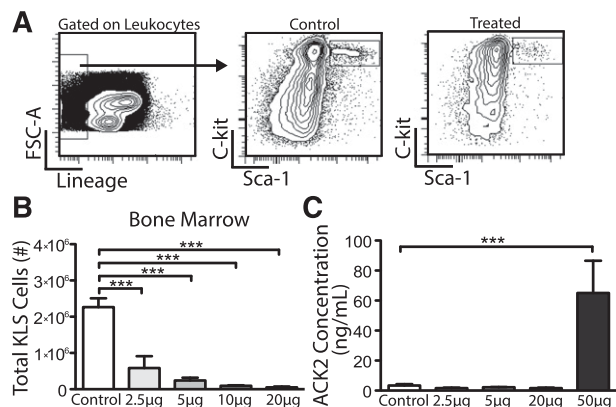 A
Gated on Leukocytes
Control
Treated
FSC-A
Lineage
C-kit
Sca-1
C-kit
Sca-1
B
Bone Marrow
Total KLS Cells (#)
4×10⁶
3×10⁶
2×10⁶
1×10⁶
0
***
***
***
***
Control 2.5µg 5µg 10µg 20µg
C
ACK2 Concentration
(ng/mL)
100
80
60
40
20
0
***
Control 2.5µg 5µg 20µg 50µg